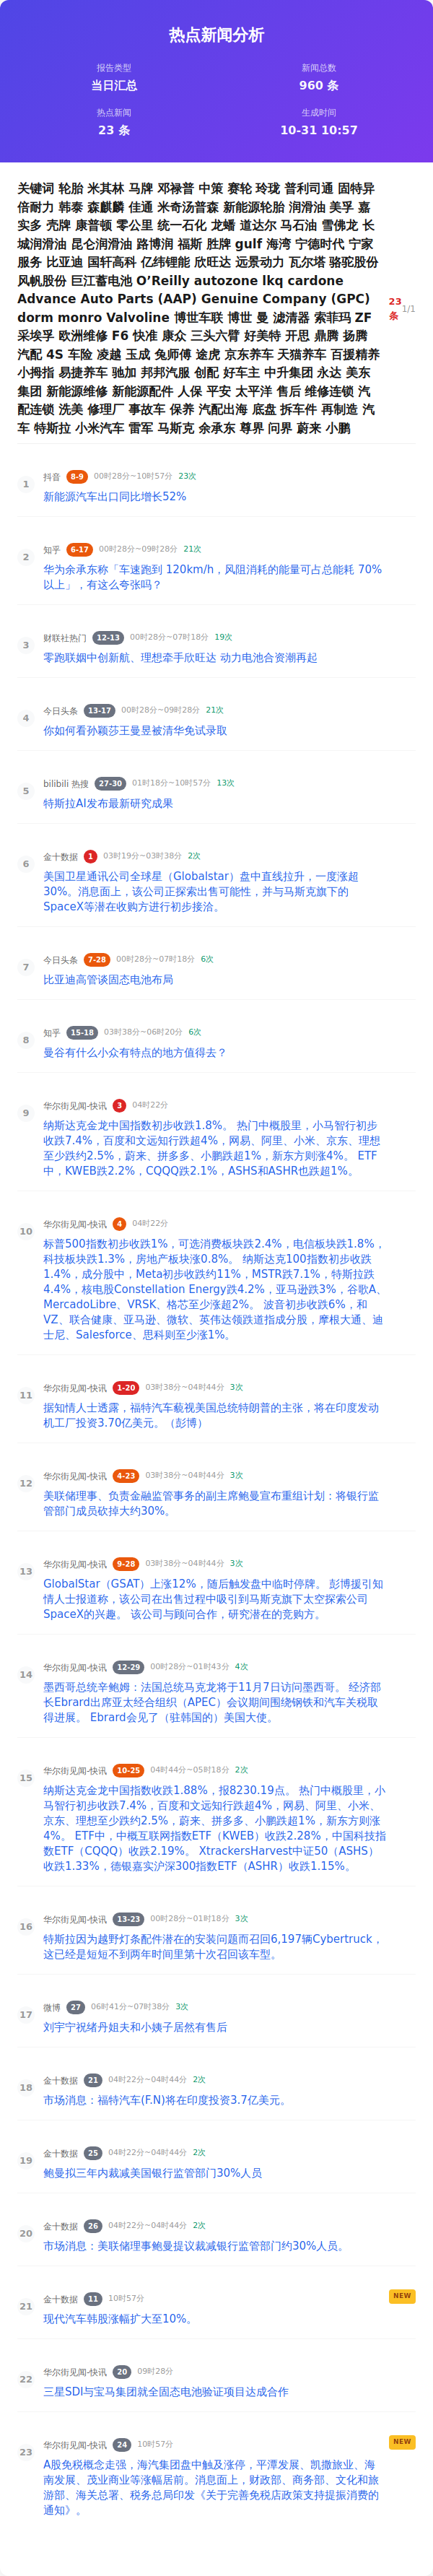 热点新闻分析
报告类型
当日汇总
新闻总数
960 条
热点新闻
23 条
生成时间
10-31 10:57
关键词 轮胎 米其林 马牌 邓禄普 中策 赛轮 玲珑 普利司通 固特异
倍耐力 韩泰 森麒麟 佳通 米奇汤普森 新能源轮胎 润滑油 美孚 嘉
实多 壳牌 康普顿 零公里 统一石化 龙蟠 道达尔 马石油 雪佛龙 长
城润滑油 昆仑润滑油 路博润 福斯 胜牌 gulf 海湾 宁德时代 宁家
服务 比亚迪 国轩高科 亿纬锂能 欣旺达 远景动力 瓦尔塔 骆驼股份
风帆股份 巨江蓄电池 O’Reilly autozone lkq cardone
Advance Auto Parts (AAP) Genuine Company (GPC)
dorm monro Valvoline 博世车联 博世 曼 滤清器 索菲玛 ZF
采埃孚 欧洲维修 F6 快准 康众 三头六臂 好美特 开思 鼎腾 扬腾
汽配 4S 车险 凌越 玉成 兔师傅 途虎 京东养车 天猫养车 百援精养
小拇指 易捷养车 驰加 邦邦汽服 创配 好车主 中升集团 永达 美东
集团 新能源维修 新能源配件 人保 平安 太平洋 售后 维修连锁 汽
配连锁 洗美 修理厂 事故车 保养 汽配出海 底盘 拆车件 再制造 汽
车 特斯拉 小米汽车 雷军 马斯克 余承东 尊界 问界 蔚来 小鹏
23
条
1/1
1
抖音 8-9 00时28分~10时57分 23次
新能源汽车出口同比增长52%
2
知乎 6-17 00时28分~09时28分 21次
华为余承东称「车速跑到 120km/h，风阻消耗的能量可占总能耗 70%
以上」，有这么夸张吗？
3
财联社热门 12-13 00时28分~07时18分 19次
零跑联姻中创新航、理想牵手欣旺达 动力电池合资潮再起
4
今日头条 13-17 00时28分~09时28分 21次
你如何看孙颖莎王曼昱被清华免试录取
5
bilibili 热搜 27-30 01时18分~10时57分 13次
特斯拉AI发布最新研究成果
6
金十数据 1 03时19分~03时38分 2次
美国卫星通讯公司全球星（Globalstar）盘中直线拉升，一度涨超
30%。消息面上，该公司正探索出售可能性，并与马斯克旗下的
SpaceX等潜在收购方进行初步接洽。
7
今日头条 7-28 00时28分~07时18分 6次
比亚迪高管谈固态电池布局
8
知乎 15-18 03时38分~06时20分 6次
曼谷有什么小众有特点的地方值得去？
9
华尔街见闻-快讯 3 04时22分
纳斯达克金龙中国指数初步收跌1.8%。 热门中概股里，小马智行初步
收跌7.4%，百度和文远知行跌超4%，网易、阿里、小米、京东、理想
至少跌约2.5%，蔚来、拼多多、小鹏跌超1%，新东方则涨4%。 ETF
中，KWEB跌2.2%，CQQQ跌2.1%，ASHS和ASHR也跌超1%。
10
华尔街见闻-快讯 4 04时22分
标普500指数初步收跌1%，可选消费板块跌2.4%，电信板块跌1.8%，
科技板块跌1.3%，房地产板块涨0.8%。 纳斯达克100指数初步收跌
1.4%，成分股中，Meta初步收跌约11%，MSTR跌7.1%，特斯拉跌
4.4%，核电股Constellation Energy跌4.2%，亚马逊跌3%，谷歌A、
MercadoLibre、VRSK、格芯至少涨超2%。 波音初步收跌6%，和
VZ、联合健康、亚马逊、微软、英伟达领跌道指成分股，摩根大通、迪
士尼、Salesforce、思科则至少涨1%。
11
华尔街见闻-快讯 1-20 03时38分~04时44分 3次
据知情人士透露，福特汽车藐视美国总统特朗普的主张，将在印度发动
机工厂投资3.70亿美元。（彭博）
12
华尔街见闻-快讯 4-23 03时38分~04时44分 3次
美联储理事、负责金融监管事务的副主席鲍曼宣布重组计划：将银行监
管部门成员砍掉大约30%。
13
华尔街见闻-快讯 9-28 03时38分~04时44分 3次
GlobalStar（GSAT）上涨12%，随后触发盘中临时停牌。 彭博援引知
情人士报道称，该公司在出售过程中吸引到马斯克旗下太空探索公司
SpaceX的兴趣。 该公司与顾问合作，研究潜在的竞购方。
14
华尔街见闻-快讯 12-29 00时28分~01时43分 4次
墨西哥总统辛鲍姆：法国总统马克龙将于11月7日访问墨西哥。 经济部
长Ebrard出席亚太经合组织（APEC）会议期间围绕钢铁和汽车关税取
得进展。 Ebrard会见了（驻韩国的）美国大使。
15
华尔街见闻-快讯 10-25 04时44分~05时18分 2次
纳斯达克金龙中国指数收跌1.88%，报8230.19点。 热门中概股里，小
马智行初步收跌7.4%，百度和文远知行跌超4%，网易、阿里、小米、
京东、理想至少跌约2.5%，蔚来、拼多多、小鹏跌超1%，新东方则涨
4%。 ETF中，中概互联网指数ETF（KWEB）收跌2.28%，中国科技指
数ETF（CQQQ）收跌2.19%。 XtrackersHarvest中证50（ASHS）
收跌1.33%，德银嘉实沪深300指数ETF（ASHR）收跌1.15%。
16
华尔街见闻-快讯 13-23 00时28分~01时18分 3次
特斯拉因为越野灯条配件潜在的安装问题而召回6,197辆Cybertruck，
这已经是短短不到两年时间里第十次召回该车型。
17
微博 27 06时41分~07时38分 3次
刘宇宁祝绪丹姐夫和小姨子居然有售后
18
金十数据 21 04时22分~04时44分 2次
市场消息：福特汽车(F.N)将在印度投资3.7亿美元。
19
金十数据 25 04时22分~04时44分 2次
鲍曼拟三年内裁减美国银行监管部门30%人员
20
金十数据 26 04时22分~04时44分 2次
市场消息：美联储理事鲍曼提议裁减银行监管部门约30%人员。
21
金十数据 11 10时57分
NEW
现代汽车韩股涨幅扩大至10%。
22
华尔街见闻-快讯 20 09时28分
三星SDI与宝马集团就全固态电池验证项目达成合作
23
华尔街见闻-快讯 24 10时57分
NEW
A股免税概念走强，海汽集团盘中触及涨停，平潭发展、凯撒旅业、海
南发展、茂业商业等涨幅居前。消息面上，财政部、商务部、文化和旅
游部、海关总署、税务总局印发《关于完善免税店政策支持提振消费的
通知》。